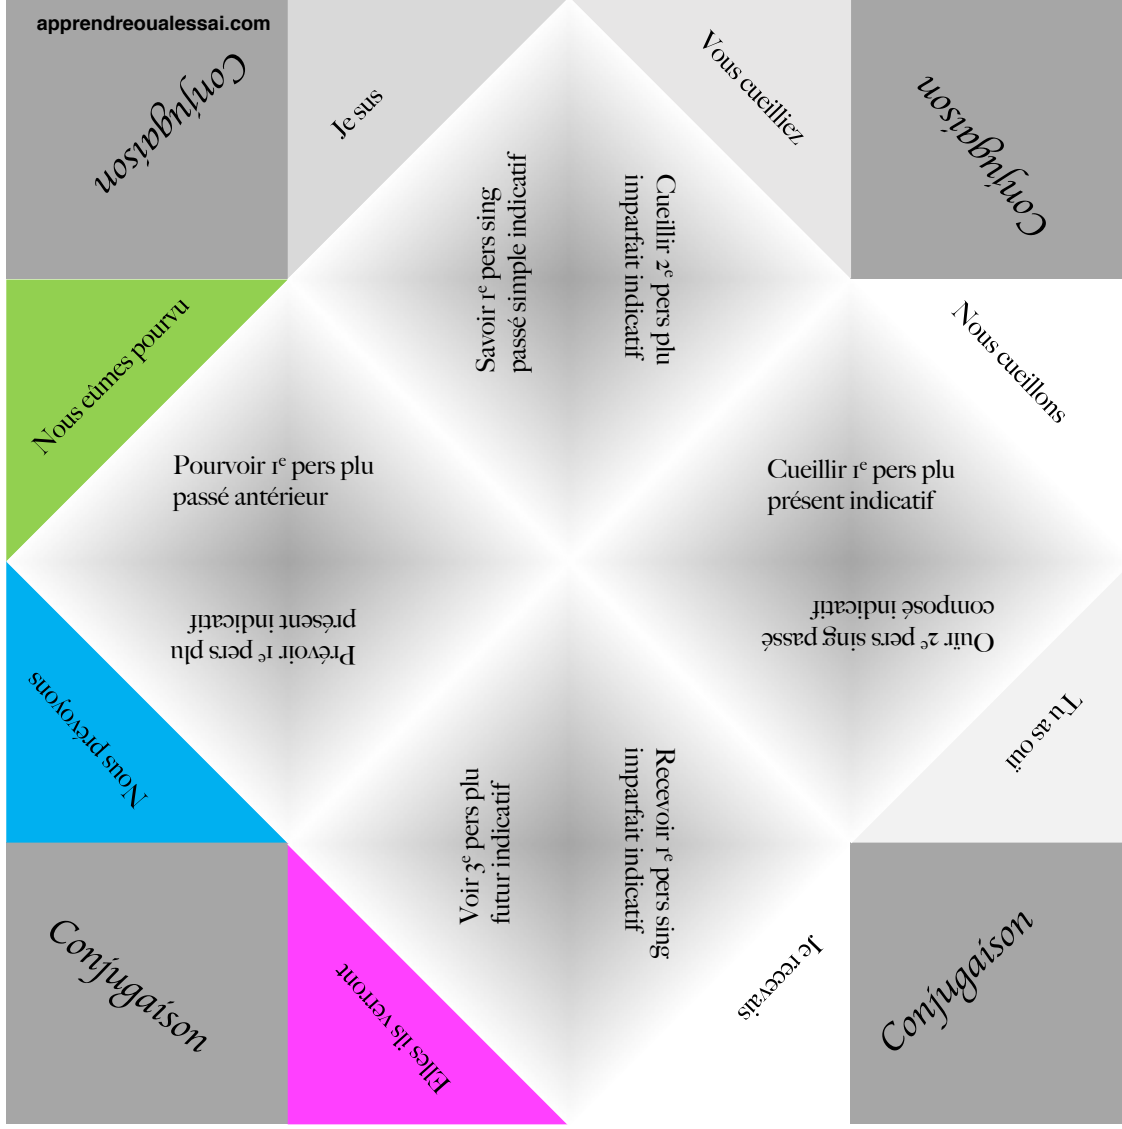 apprendreoualessai.com
Conjugaison
Je sus
Vous cueilliez
Conjugaison
Savoir 1e pers sing
passé simple indicatif
Cueillir 2e pers plu
imparfait indicatif
Nous eûmes pourvu
Nous cueillons
Pourvoir 1e pers plu
passé antérieur
Cueillir 1e pers plu
présent indicatif
Prévoir 1e pers plu
présent indicatif
Ouïr 2e pers sing passé
composé indicatif
Nous prévoyons
Tu as oui
Voir 3e pers plu
futur indicatif
Recevoir 1e pers sing
imparfait indicatif
Conjugaison
Elles ils verront
Je recevais
Conjugaison